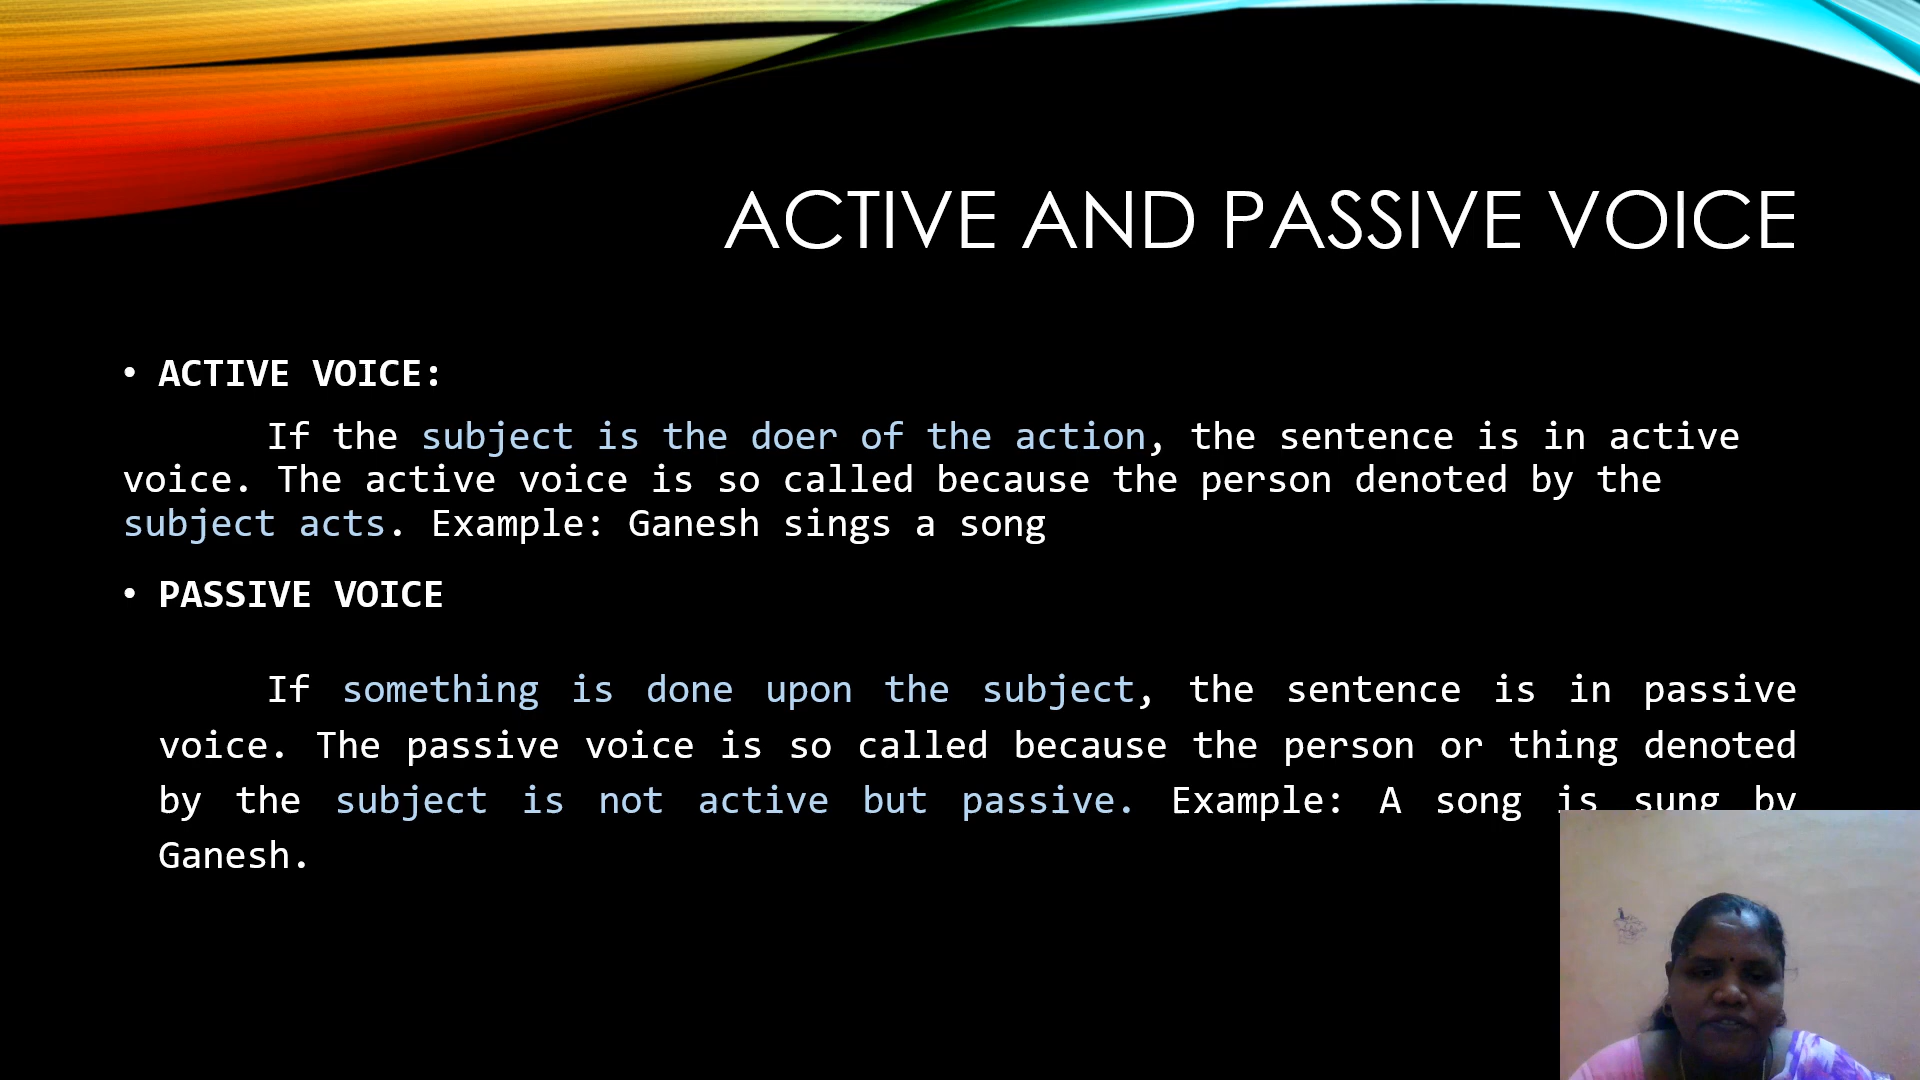 ACTIVE AND PASSIVE VOICE
• ACTIVE VOICE:
If the subject is the doer of the action, the sentence is in active
voice. The active voice is so called because the person denoted by the
subject acts. Example: Ganesh sings a song
• PASSIVE VOICE
If something is done upon the subject, the sentence is in passive
voice. The passive voice is so called because the person or thing denoted
by the subject is not active but passive. Example: A song is sung by
Ganesh.